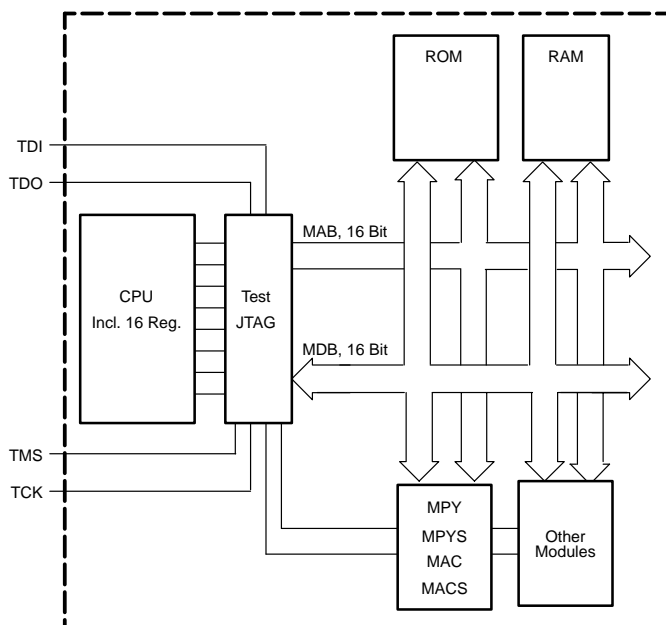 ROM
RAM
TDI
TDO
MAB, 16 Bit
CPU
Incl. 16 Reg.
Test
JTAG
MDB, 16 Bit
TMS
TCK
MPY
MPYS
MAC
MACS
Other
Modules